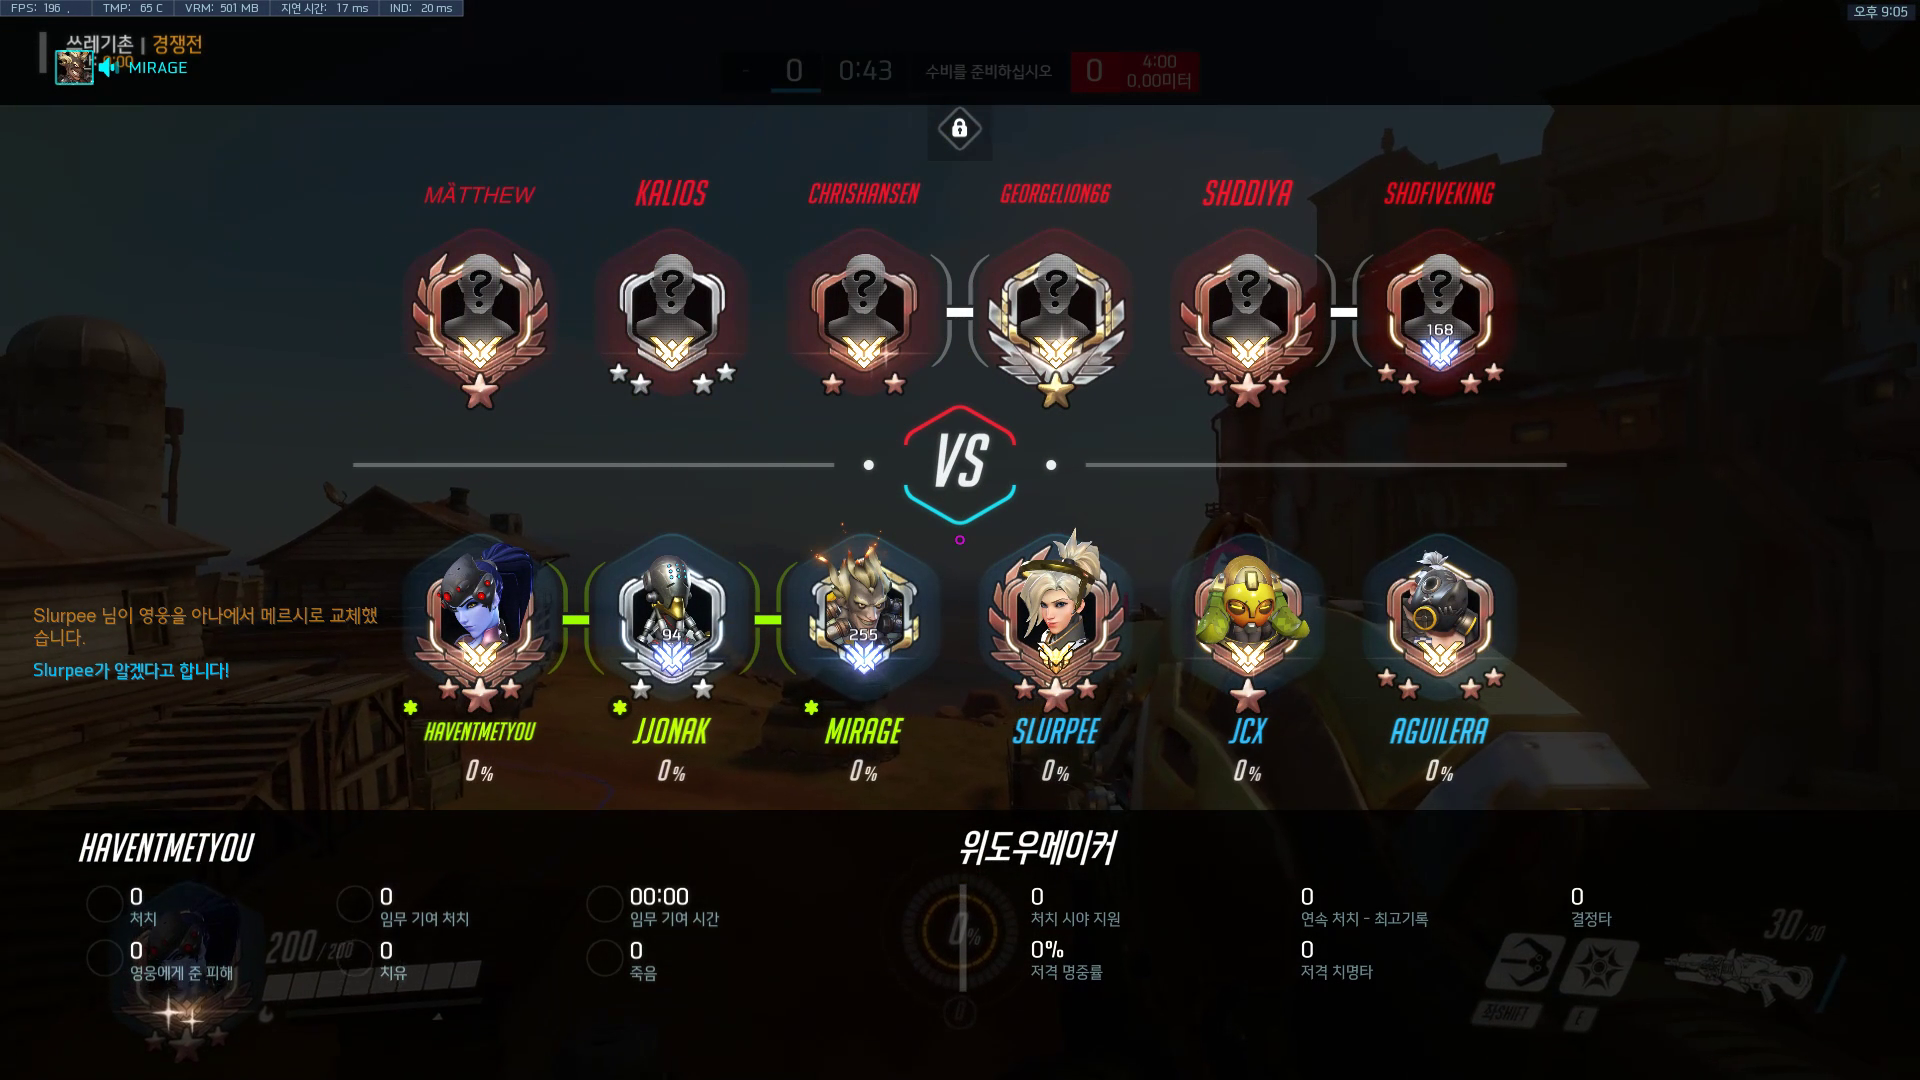 FPS: 196 . TMP: 65 C VRM: 501 MB 지연 시간: 17 ms IND: 20 ms
오후 9:05
쓰레기촌 | 경쟁전
MIRAGE
- 0 0:43 수비를 준비하십시오 0 4:00
0.00미터
MÄTTHEW KALIOS CHRISHANSEN GEORGELION66 SHDDIYA SHDFIVEKING
? ? ? ? ? ?
168
VS
Slurpee 님이 영웅을 아나에서 메르시로 교체했
습니다.
Slurpee가 알겠다고 합니다!
94 255
HAVENTMETYOU JJONAK MIRAGE SLURPEE JCX AGUILERA
0% 0% 0% 0% 0% 0%
HAVENTMETYOU 위도우메이커
0 0 00:00 0 0 0
처치 임무 기여 처치 임무 기여 시간 처치 시야 지원 연속 처치 - 최고기록 결정타
0 0 0 0% 0
영웅에게 준 피해 치유 죽음 저격 명중률 저격 치명타
200/200 0% 30/30
0 좌SHIFT E